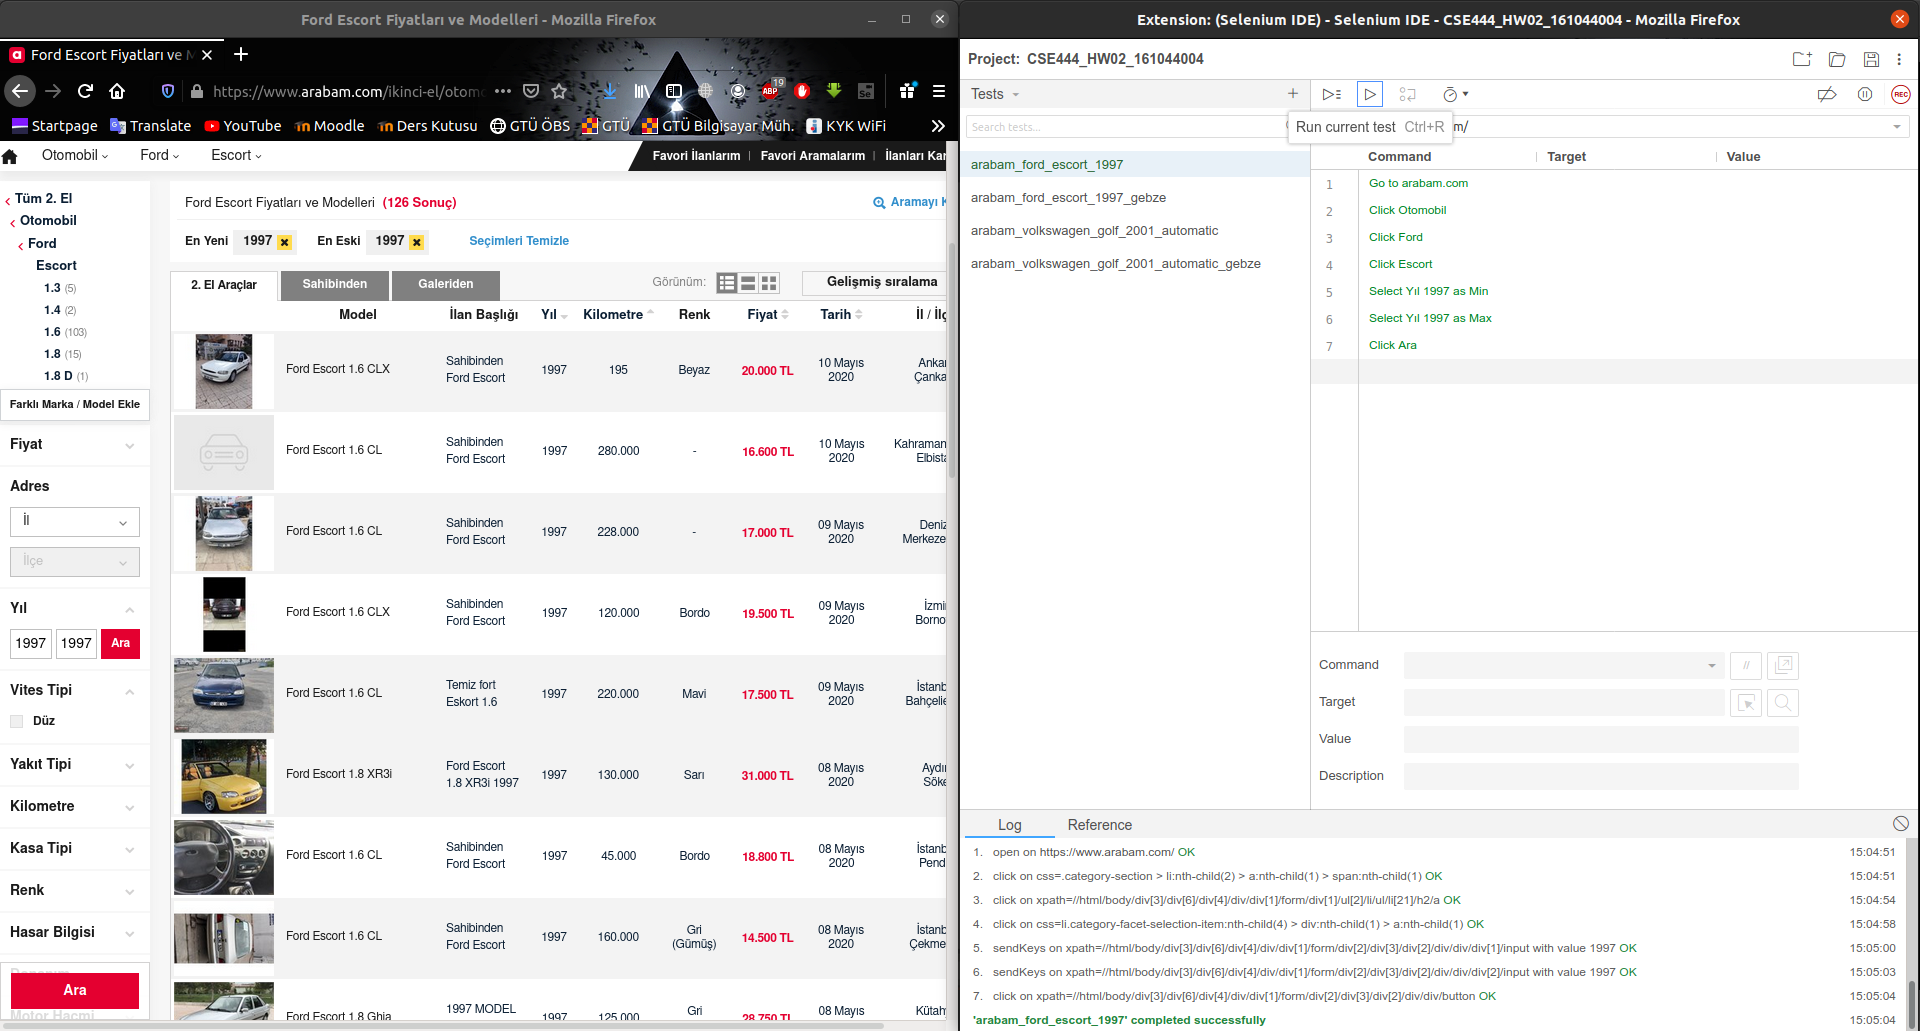 Ford Escort Fiyatları ve Modelleri - Mozilla Firefox
Ford Escort Fiyatları ve M
https://www.arabam.com/ikinci-el/otomo
ABP 19
Startpage Translate YouTube Moodle Ders Kutusu GTÜ ÖBS GTÜ GTÜ Bilgisayar Müh. KYK WiFi
Otomobil Ford Escort Favori İlanlarım Favori Aramalarım İlanları Kar
Tüm 2. El
Otomobil
Ford
Escort
1.3 (5)
1.4 (2)
1.6 (103)
1.8 (15)
1.8 D (1)
Farklı Marka / Model Ekle
Fiyat
Adres
İl
İlçe
Yıl
1997 1997 Ara
Vites Tipi
Düz
Yakıt Tipi
Kilometre
Kasa Tipi
Renk
Hasar Bilgisi
Donanım
Ara
Motor Hacmi
Ford Escort Fiyatları ve Modelleri (126 Sonuç) Aramayı K
En Yeni 1997 En Eski 1997 Seçimleri Temizle
2. El Araçlar Sahibinden Galeriden Görünüm: Gelişmiş sıralama
Model İlan Başlığı Yıl Kilometre Renk Fiyat Tarih İl / İlç
Ford Escort 1.6 CLX Sahibinden Ford Escort 1997 195 Beyaz 20.000 TL 10 Mayıs 2020 Ankar Çanka
Ford Escort 1.6 CL Sahibinden Ford Escort 1997 280.000 - 16.600 TL 10 Mayıs 2020 Kahraman Elbista
Ford Escort 1.6 CL Sahibinden Ford Escort 1997 228.000 - 17.000 TL 09 Mayıs 2020 Deniz Merkeze
Ford Escort 1.6 CLX Sahibinden Ford Escort 1997 120.000 Bordo 19.500 TL 09 Mayıs 2020 İzmi Borno
Ford Escort 1.6 CL Temiz fort Eskort 1.6 1997 220.000 Mavi 17.500 TL 09 Mayıs 2020 İstanb Bahçelie
Ford Escort 1.8 XR3i Ford Escort 1.8 XR3i 1997 1997 130.000 Sarı 31.000 TL 08 Mayıs 2020 Aydı Söke
Ford Escort 1.6 CL Sahibinden Ford Escort 1997 45.000 Bordo 18.800 TL 08 Mayıs 2020 İstanb Pend
Ford Escort 1.6 CL Sahibinden Ford Escort 1997 160.000 Gri (Gümüş) 14.500 TL 08 Mayıs 2020 İstanb Çekme
Ford Escort 1.8 Ghia 1997 MODEL 1997 125.000 Gri 28.750 TL 08 Mayıs Kütah
Extension: (Selenium IDE) - Selenium IDE - CSE444_HW02_161044004 - Mozilla Firefox
Project: CSE444_HW02_161044004
Tests
REC
Search tests...
Run current test Ctrl+R
m/
arabam_ford_escort_1997
arabam_ford_escort_1997_gebze
arabam_volkswagen_golf_2001_automatic
arabam_volkswagen_golf_2001_automatic_gebze
Command Target Value
1 Go to arabam.com
2 Click Otomobil
3 Click Ford
4 Click Escort
5 Select Yıl 1997 as Min
6 Select Yıl 1997 as Max
7 Click Ara
Command //
Target
Value
Description
Log Reference
1. open on https://www.arabam.com/ OK 15:04:51
2. click on css=.category-section > li:nth-child(2) > a:nth-child(1) > span:nth-child(1) OK 15:04:51
3. click on xpath=//html/body/div[3]/div[6]/div[4]/div/div[1]/form/div[1]/ul[2]/li/ul/li[21]/h2/a OK 15:04:54
4. click on css=li.category-facet-selection-item:nth-child(4) > div:nth-child(1) > a:nth-child(1) OK 15:04:58
5. sendKeys on xpath=//html/body/div[3]/div[6]/div[4]/div/div[1]/form/div[2]/div[3]/div[2]/div/div/div[1]/input with value 1997 OK 15:05:00
6. sendKeys on xpath=//html/body/div[3]/div[6]/div[4]/div/div[1]/form/div[2]/div[3]/div[2]/div/div/div[2]/input with value 1997 OK 15:05:03
7. click on xpath=//html/body/div[3]/div[6]/div[4]/div/div[1]/form/div[2]/div[3]/div[2]/div/div/button OK 15:05:04
'arabam_ford_escort_1997' completed successfully 15:05:04